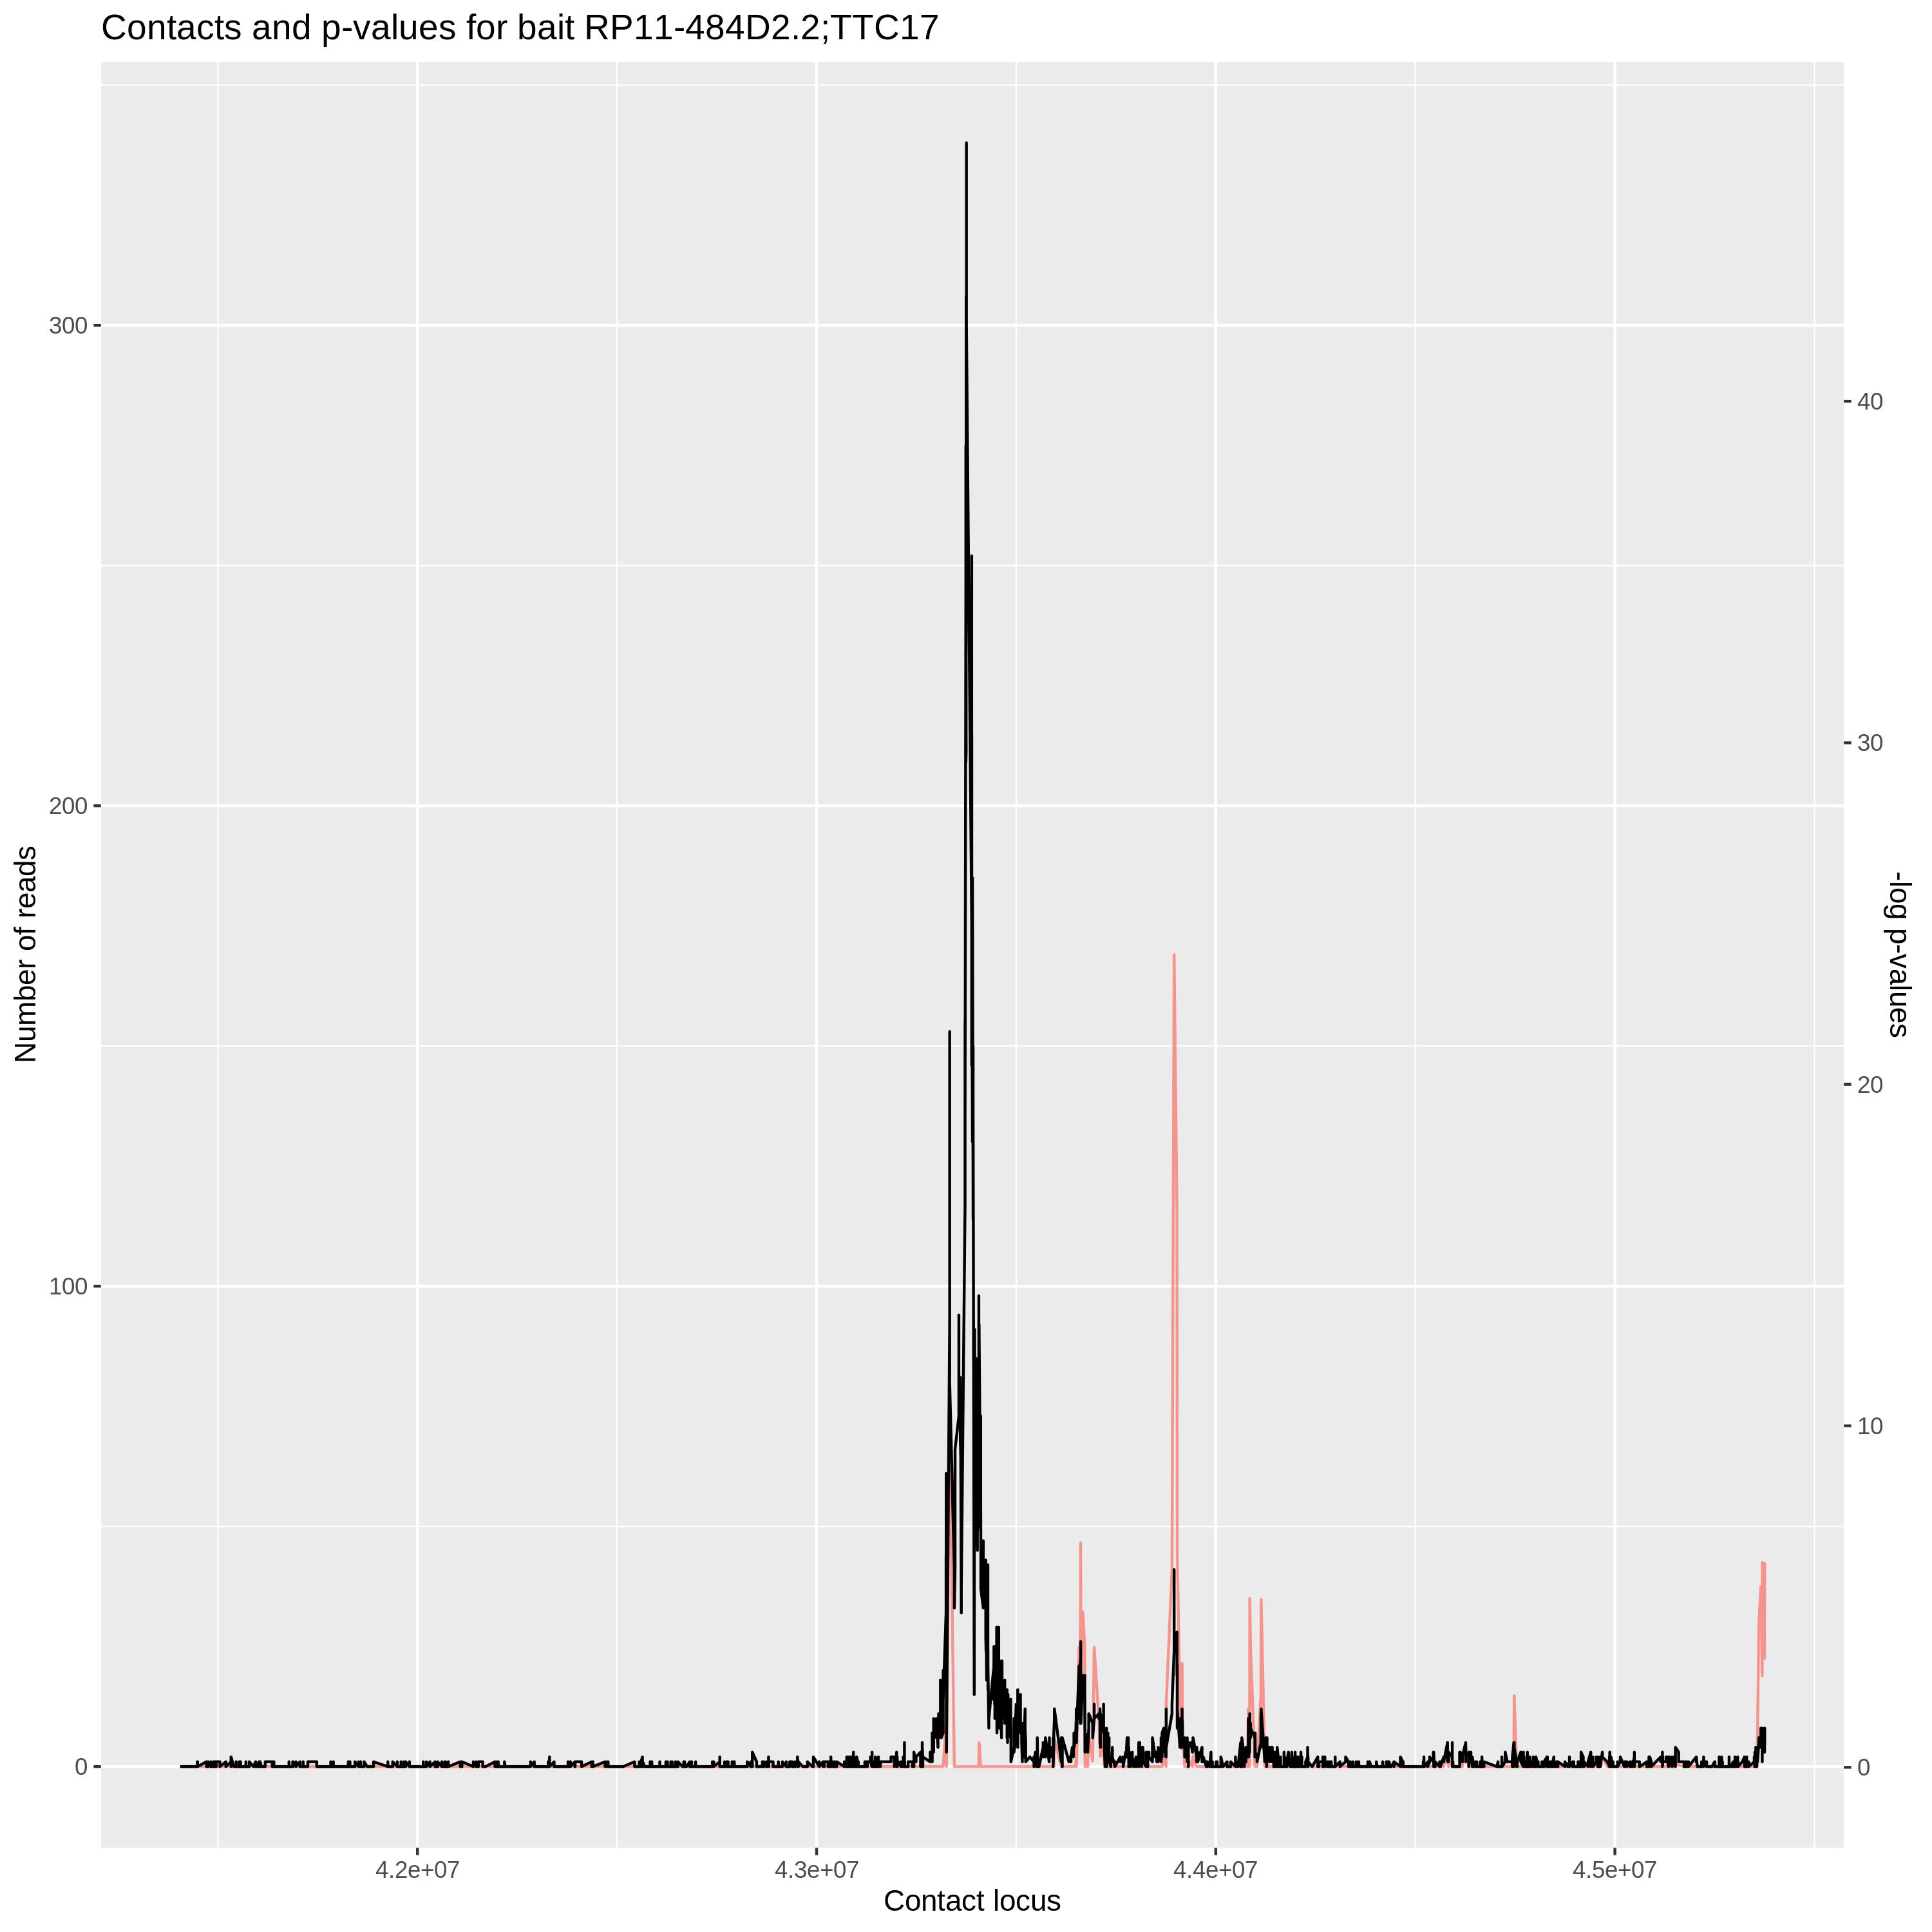 Contacts and p-values for bait RP11-484D2.2;TTC17
300
200
100
0
Number of reads
40
30
20
10
0
-log p-values
4.2e+07 4.3e+07 4.4e+07 4.5e+07
Contact locus